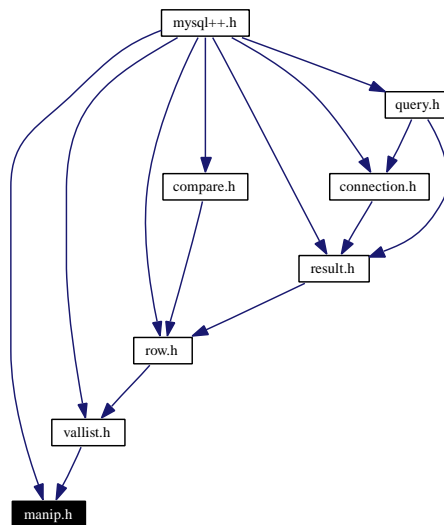 mysql++.h
query.h
compare.h
connection.h
result.h
row.h
vallist.h
manip.h